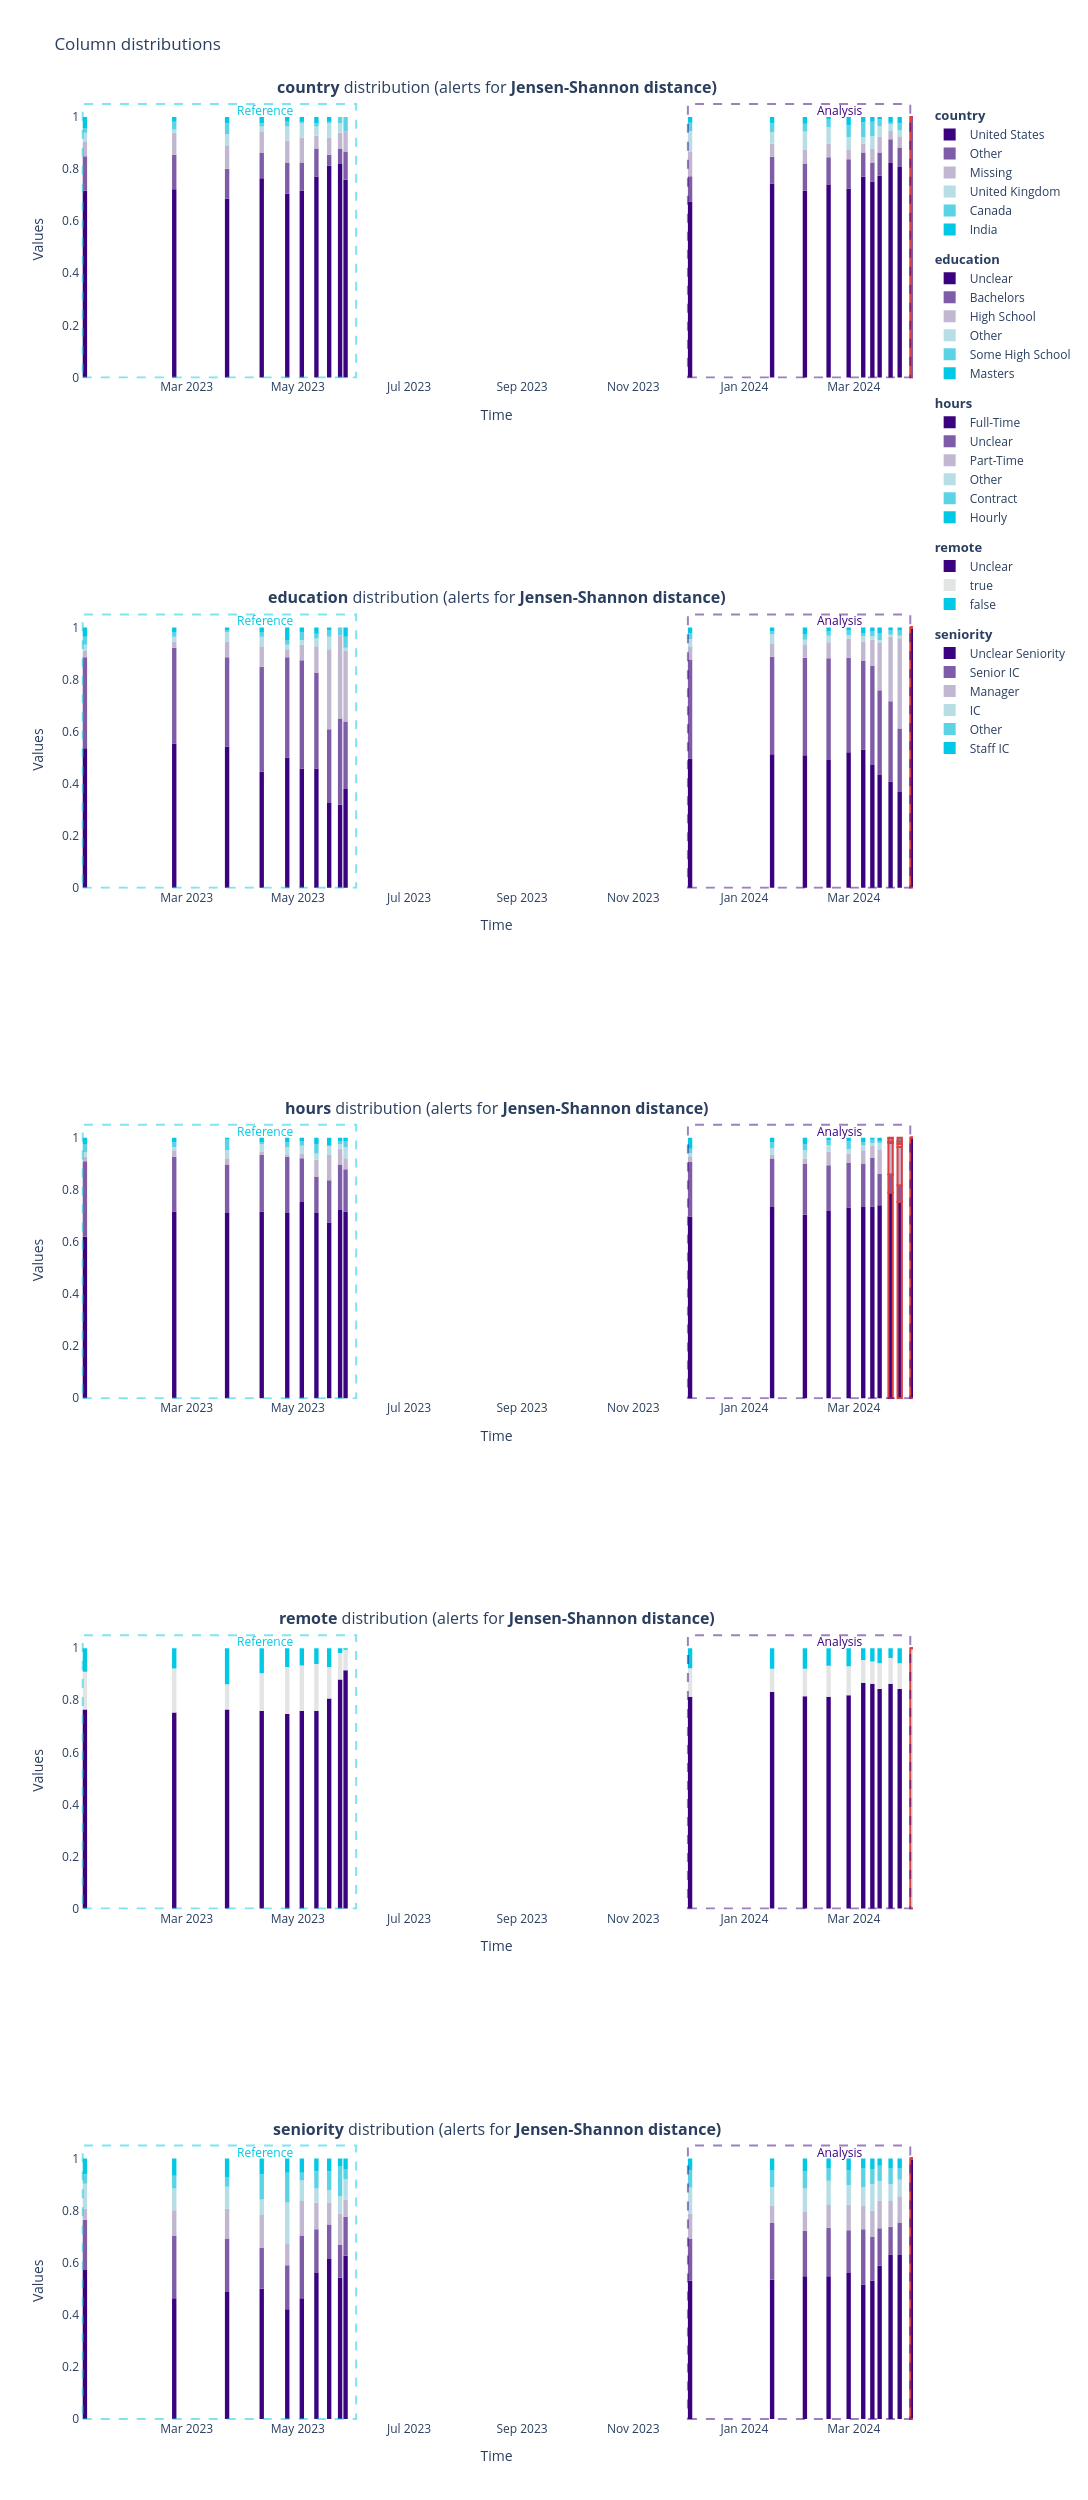 Column distributions
country distribution (alerts for Jensen-Shannon distance)
Reference
Analysis
1
0.8
0.6
0.4
0.2
0
Values
Mar 2023
May 2023
Jul 2023
Sep 2023
Nov 2023
Jan 2024
Mar 2024
Time
country
United States
Other
Missing
United Kingdom
Canada
India
education
Unclear
Bachelors
High School
Other
Some High School
Masters
hours
Full-Time
Unclear
Part-Time
Other
Contract
Hourly
remote
Unclear
true
false
seniority
Unclear Seniority
Senior IC
Manager
IC
Other
Staff IC
education distribution (alerts for Jensen-Shannon distance)
Reference
Analysis
1
0.8
0.6
0.4
0.2
0
Values
Mar 2023
May 2023
Jul 2023
Sep 2023
Nov 2023
Jan 2024
Mar 2024
Time
hours distribution (alerts for Jensen-Shannon distance)
Reference
Analysis
1
0.8
0.6
0.4
0.2
0
Values
Mar 2023
May 2023
Jul 2023
Sep 2023
Nov 2023
Jan 2024
Mar 2024
Time
remote distribution (alerts for Jensen-Shannon distance)
Reference
Analysis
1
0.8
0.6
0.4
0.2
0
Values
Mar 2023
May 2023
Jul 2023
Sep 2023
Nov 2023
Jan 2024
Mar 2024
Time
seniority distribution (alerts for Jensen-Shannon distance)
Reference
Analysis
1
0.8
0.6
0.4
0.2
0
Values
Mar 2023
May 2023
Jul 2023
Sep 2023
Nov 2023
Jan 2024
Mar 2024
Time